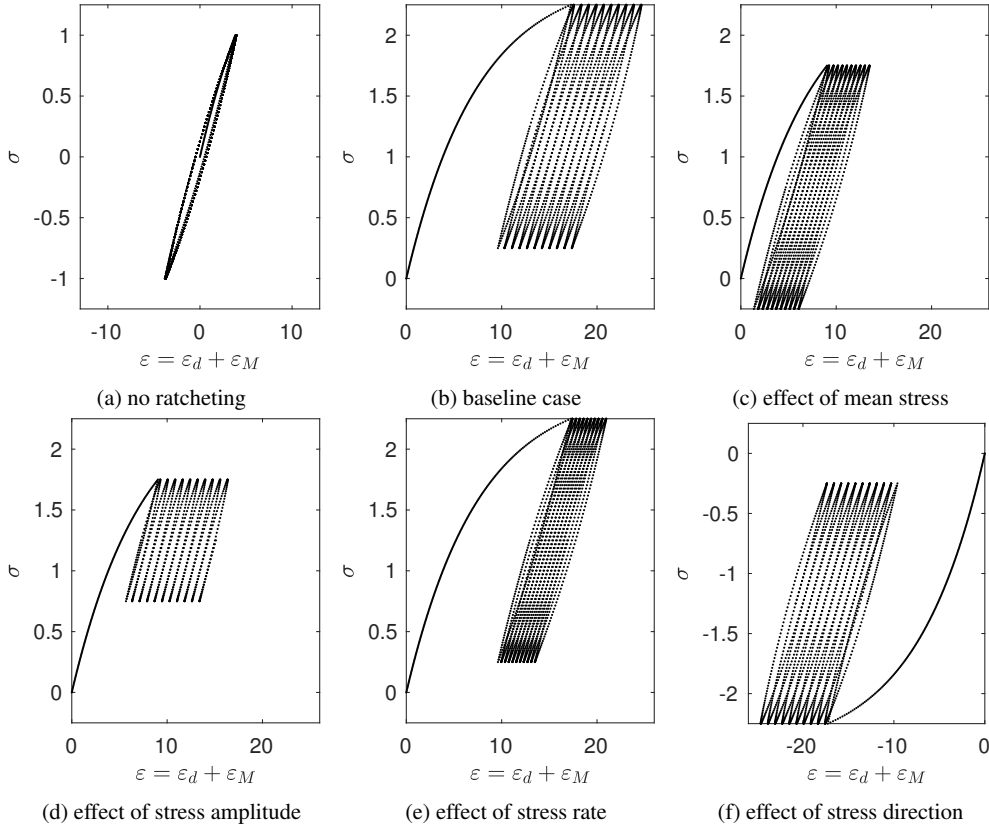 1
0.5
0
-0.5
-1
σ
-10 0 10
ε = ε_d + ε_M
(a) no ratcheting
2
1.5
1
0.5
0
σ
0 10 20
ε = ε_d + ε_M
(b) baseline case
2
1.5
1
0.5
0
σ
0 10 20
ε = ε_d + ε_M
(c) effect of mean stress
2
1.5
1
0.5
0
σ
0 10 20
ε = ε_d + ε_M
(d) effect of stress amplitude
2
1.5
1
0.5
0
σ
0 10 20
ε = ε_d + ε_M
(e) effect of stress rate
0
-0.5
-1
-1.5
-2
σ
-20 -10 0
ε = ε_d + ε_M
(f) effect of stress direction